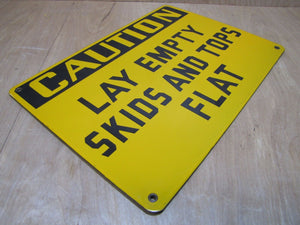 CAUTION
LAY EMPTY
SKIDS AND TOPS
FLAT